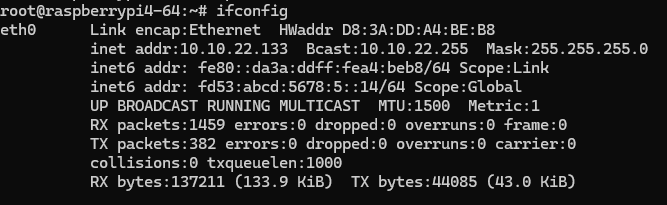 root@raspberrypi4-64:~# ifconfig
eth0      Link encap:Ethernet  HWaddr D8:3A:DD:A4:BE:B8
          inet addr:10.10.22.133  Bcast:10.10.22.255  Mask:255.255.255.0
          inet6 addr: fe80::da3a:ddff:fea4:beb8/64 Scope:Link
          inet6 addr: fd53:abcd:5678:5::14/64 Scope:Global
          UP BROADCAST RUNNING MULTICAST  MTU:1500  Metric:1
          RX packets:1459 errors:0 dropped:0 overruns:0 frame:0
          TX packets:382 errors:0 dropped:0 overruns:0 carrier:0
          collisions:0 txqueuelen:1000
          RX bytes:137211 (133.9 KiB)  TX bytes:44085 (43.0 KiB)